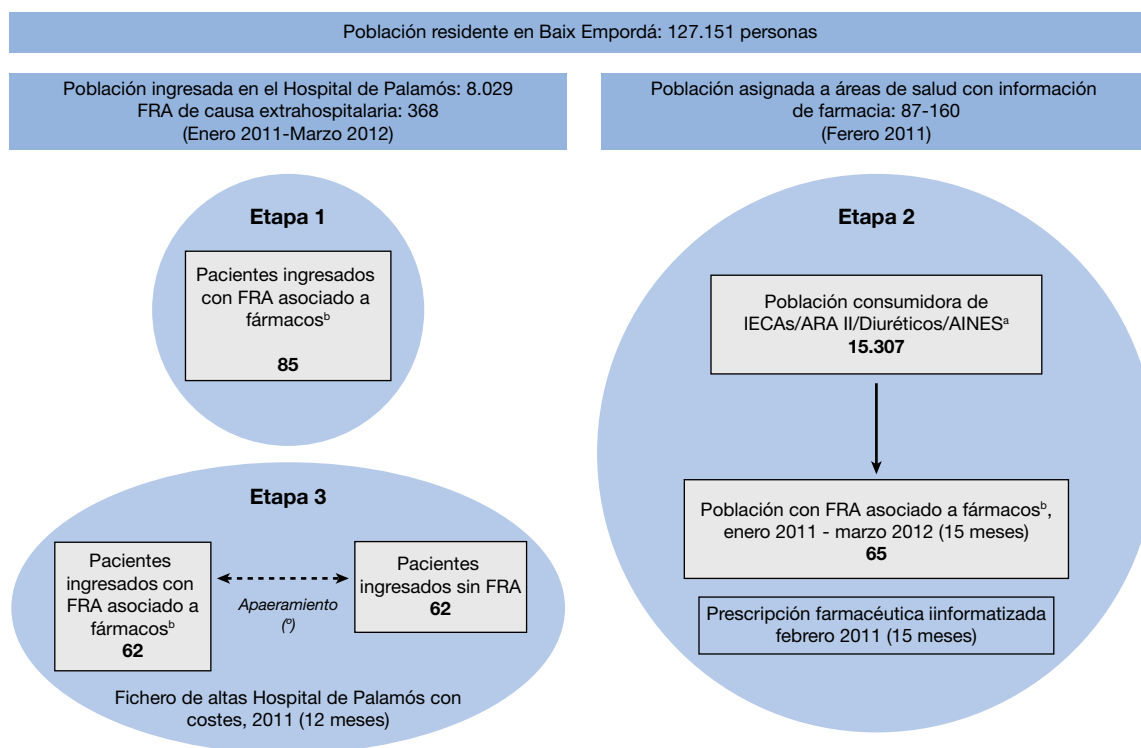 Población residente en Baix Empordá: 127.151 personas
Población ingresada en el Hospital de Palamós: 8.029
FRA de causa extrahospitalaria: 368
(Enero 2011-Marzo 2012)
Población asignada a áreas de salud con información
de farmacia: 87-160
(Ferero 2011)
Etapa 1
Pacientes ingresados
con FRA asociado a
fármacosᵇ
85
Etapa 2
Población consumidora de
IECAs/ARA II/Diuréticos/AINESᵃ
15.307
Población con FRA asociado a fármacosᵇ,
enero 2011 - marzo 2012 (15 meses)
65
Prescripción farmacéutica iinformatizada
febrero 2011 (15 meses)
Etapa 3
Pacientes
ingresados con
FRA asociado a
fármacosᵇ
62
Apaeramiento
(º)
Pacientes
ingresados sin FRA
62
Fichero de altas Hospital de Palamós con
costes, 2011 (12 meses)